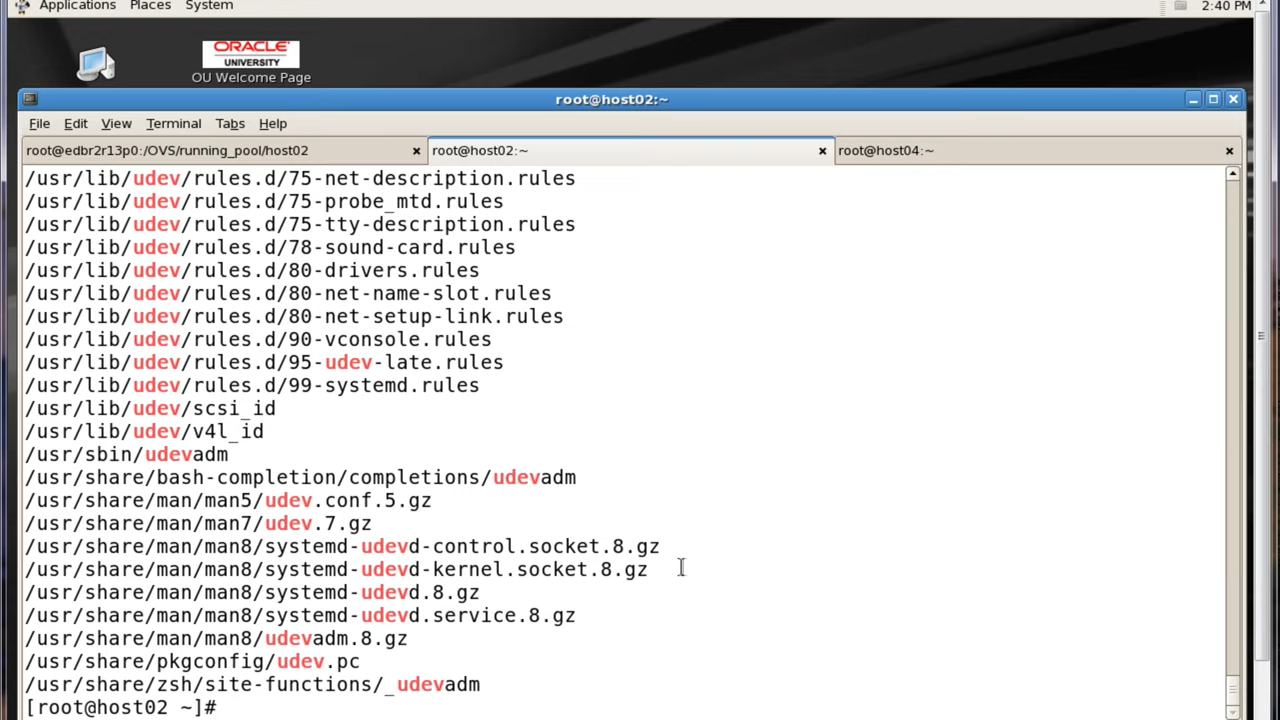 Applications Places System 2:40 PM
ORACLE
UNIVERSITY
OU Welcome Page
root@host02:~
File Edit View Terminal Tabs Help
root@edbr2r13p0:/OVS/running_pool/host02 root@host02:~ root@host04:~
/usr/lib/udev/rules.d/75-net-description.rules
/usr/lib/udev/rules.d/75-probe_mtd.rules
/usr/lib/udev/rules.d/75-tty-description.rules
/usr/lib/udev/rules.d/78-sound-card.rules
/usr/lib/udev/rules.d/80-drivers.rules
/usr/lib/udev/rules.d/80-net-name-slot.rules
/usr/lib/udev/rules.d/80-net-setup-link.rules
/usr/lib/udev/rules.d/90-vconsole.rules
/usr/lib/udev/rules.d/95-udev-late.rules
/usr/lib/udev/rules.d/99-systemd.rules
/usr/lib/udev/scsi_id
/usr/lib/udev/v4l_id
/usr/sbin/udevadm
/usr/share/bash-completion/completions/udevadm
/usr/share/man/man5/udev.conf.5.gz
/usr/share/man/man7/udev.7.gz
/usr/share/man/man8/systemd-udevd-control.socket.8.gz
/usr/share/man/man8/systemd-udevd-kernel.socket.8.gz
/usr/share/man/man8/systemd-udevd.8.gz
/usr/share/man/man8/systemd-udevd.service.8.gz
/usr/share/man/man8/udevadm.8.gz
/usr/share/pkgconfig/udev.pc
/usr/share/zsh/site-functions/_udevadm
[root@host02 ~]#